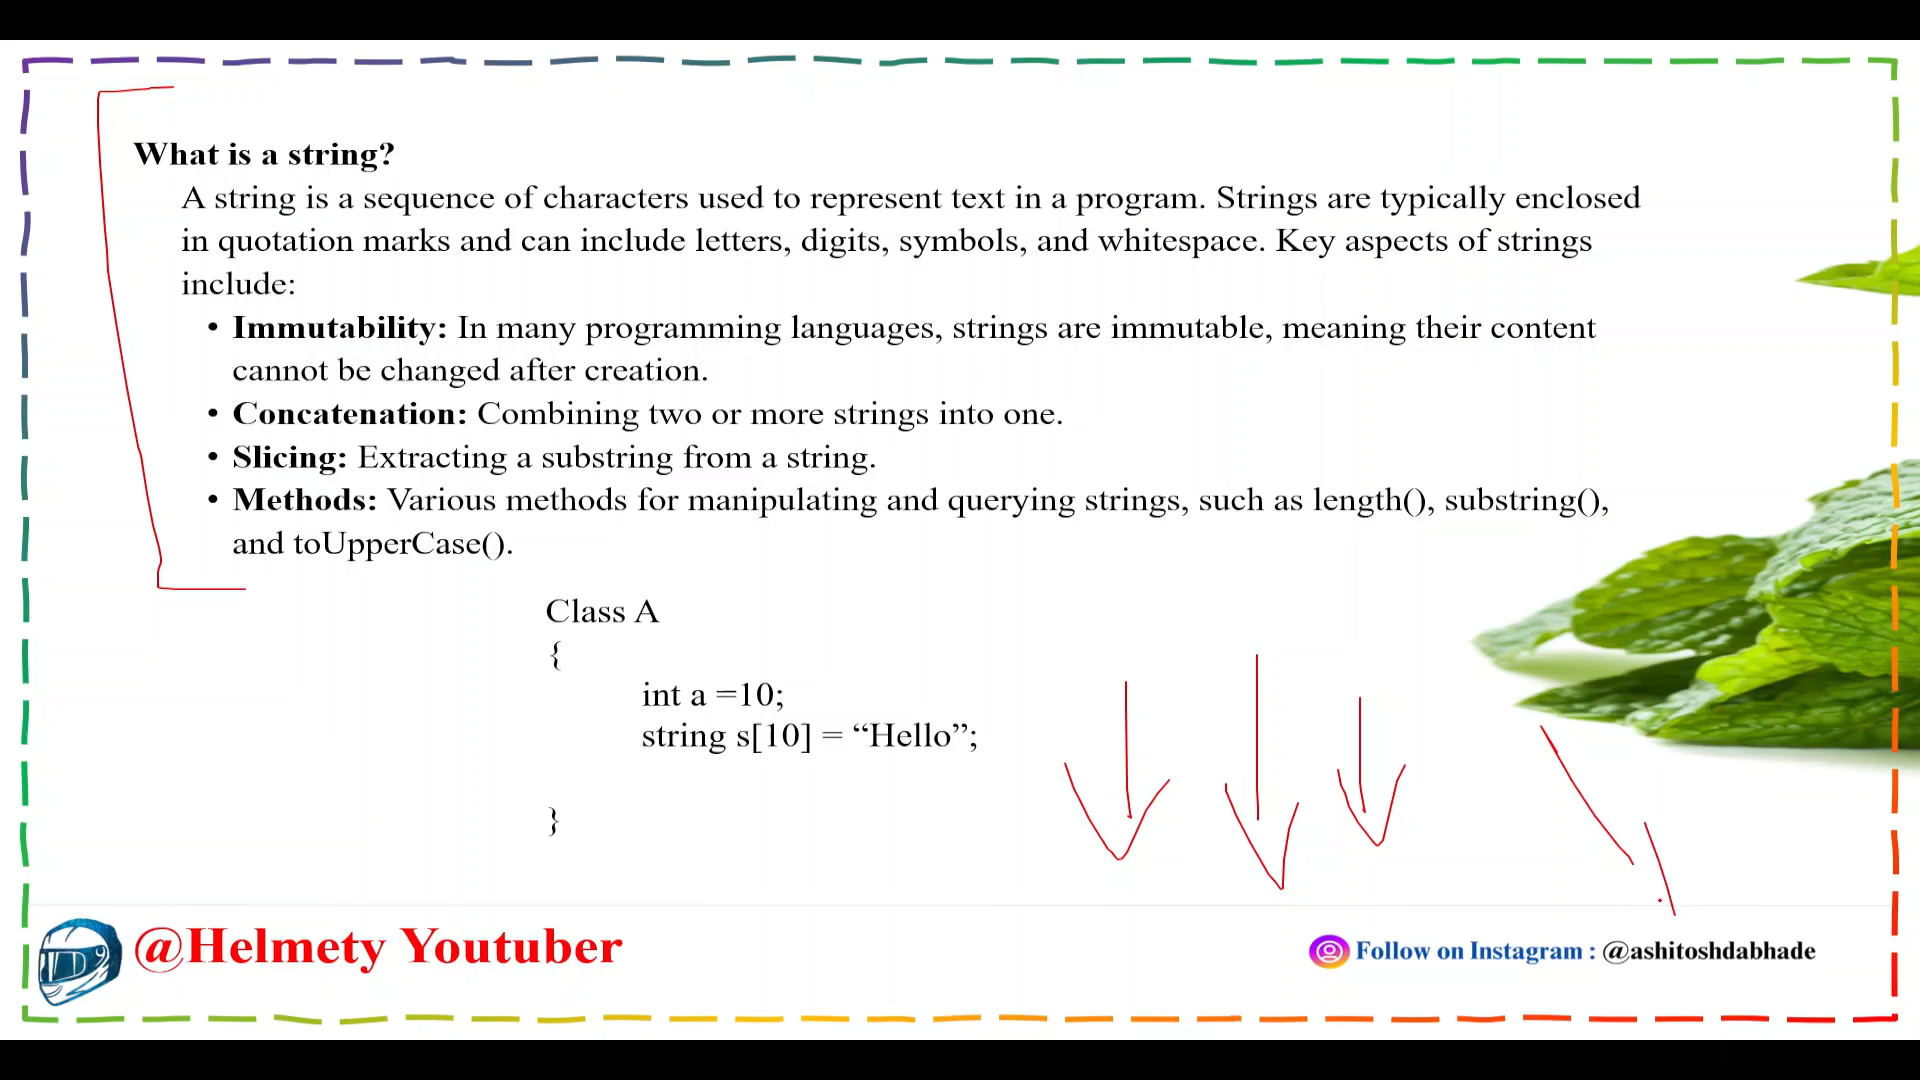 What is a string?
A string is a sequence of characters used to represent text in a program. Strings are typically enclosed
in quotation marks and can include letters, digits, symbols, and whitespace. Key aspects of strings
include:
• Immutability: In many programming languages, strings are immutable, meaning their content
cannot be changed after creation.
• Concatenation: Combining two or more strings into one.
• Slicing: Extracting a substring from a string.
• Methods: Various methods for manipulating and querying strings, such as length(), substring(),
and toUpperCase().
Class A
{
int a =10;
string s[10] = “Hello”;
}
@Helmety Youtuber
Follow on Instagram : @ashitoshdabhade